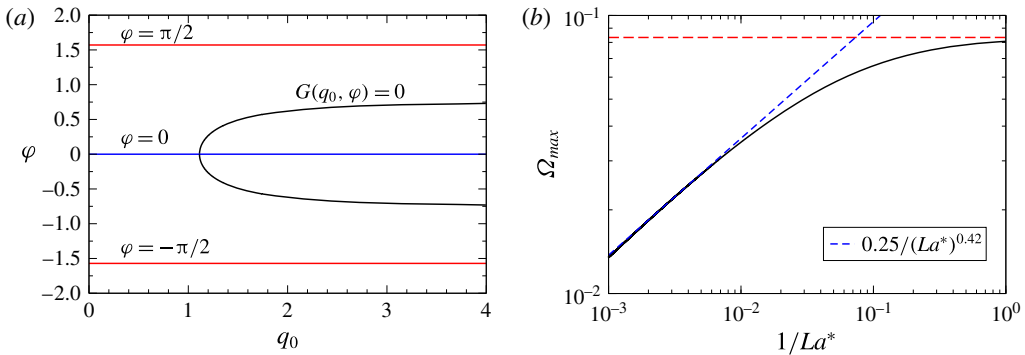 (a)
2.0
φ = π/2
1.5
1.0
G(q₀, φ) = 0
0.5
φ = 0
φ
0
−0.5
−1.0
φ = −π/2
−1.5
−2.0
0 1 2 3 4
q₀
(b)
10⁻¹
Ω_max
0.25/(La*)^0.42
10⁻²
10⁻³ 10⁻² 10⁻¹ 10⁰
1/La*